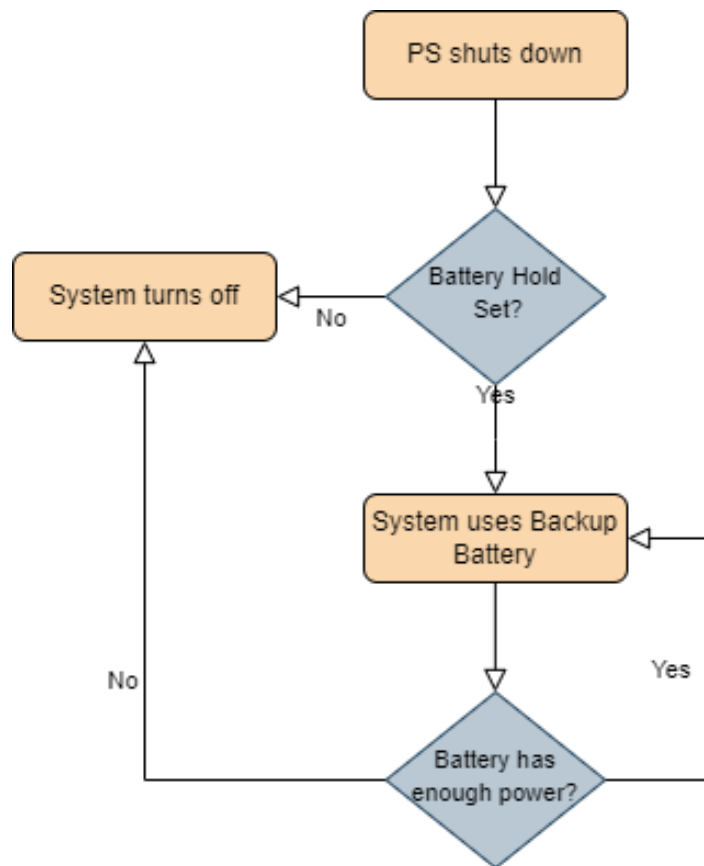 PS shuts down
Battery Hold
Set?
System turns off
No
Yes
System uses Backup
Battery
Yes
No
Battery has
enough power?